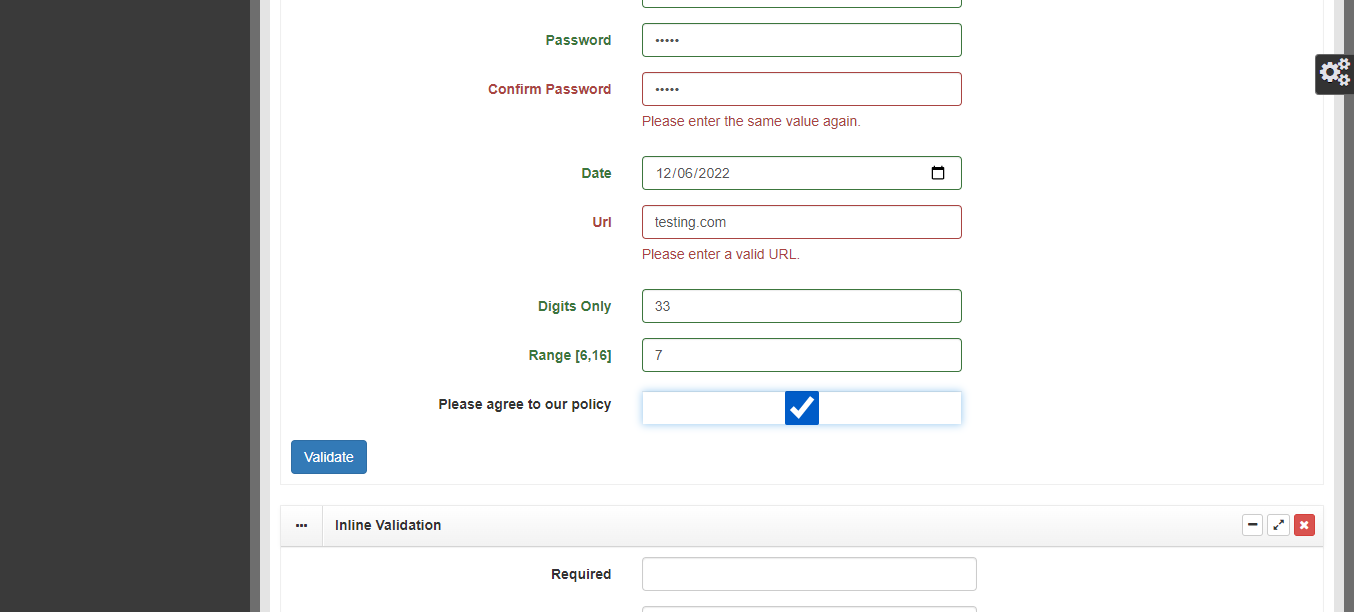 Password •••••
Confirm Password •••••
Please enter the same value again.
Date 12/06/2022
Url testing.com
Please enter a valid URL.
Digits Only 33
Range [6,16] 7
Please agree to our policy
Validate
Inline Validation
Required